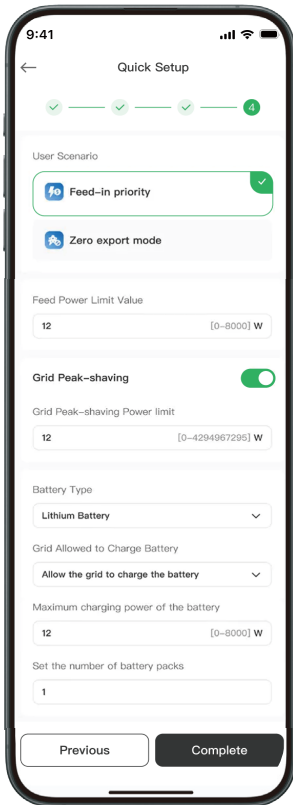 9:41
Quick Setup
4
User Scenario
Feed-in priority
Zero export mode
Feed Power Limit Value
12 [0-8000] W
Grid Peak-shaving
Grid Peak-shaving Power limit
12 [0-4294967295] W
Battery Type
Lithium Battery
Grid Allowed to Charge Battery
Allow the grid to charge the battery
Maximum charging power of the battery
12 [0-8000] W
Set the number of battery packs
1
Previous Complete